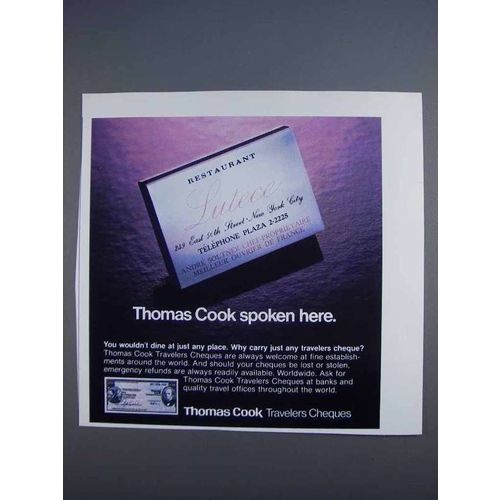 RESTAURANT
Lutece
249 East 50th Street New York City
TÉLÉPHONE PLAZA 2-2225
ANDRÉ SOLTNER, CHEF-PROPRIÉTAIRE
MEILLEUR OUVRIER DE FRANCE
Thomas Cook spoken here.
You wouldn't dine at just any place. Why carry just any travelers cheque?
Thomas Cook Travelers Cheques are always welcome at fine establish-
ments around the world. And should your cheques be lost or stolen,
emergency refunds are always readily available. Worldwide. Ask for
Thomas Cook Travelers Cheques at banks and
quality travel offices throughout the world.
Thomas Cook Travelers Cheques